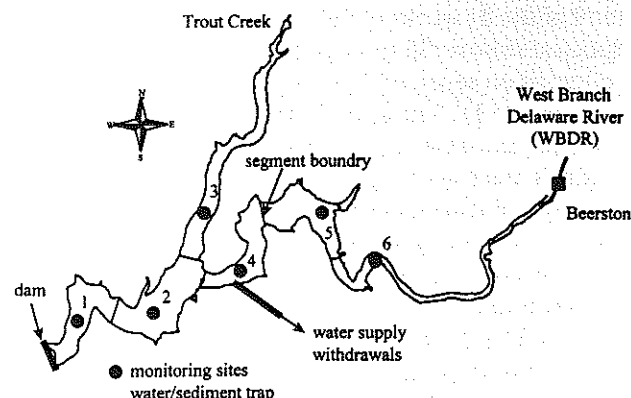 Trout Creek
West Branch
Delaware River
(WBDR)
N
W
E
S
segment boundry
3
Beerston
5
6
4
dam
1
2
water supply
withdrawals
monitoring sites
water/sediment trap